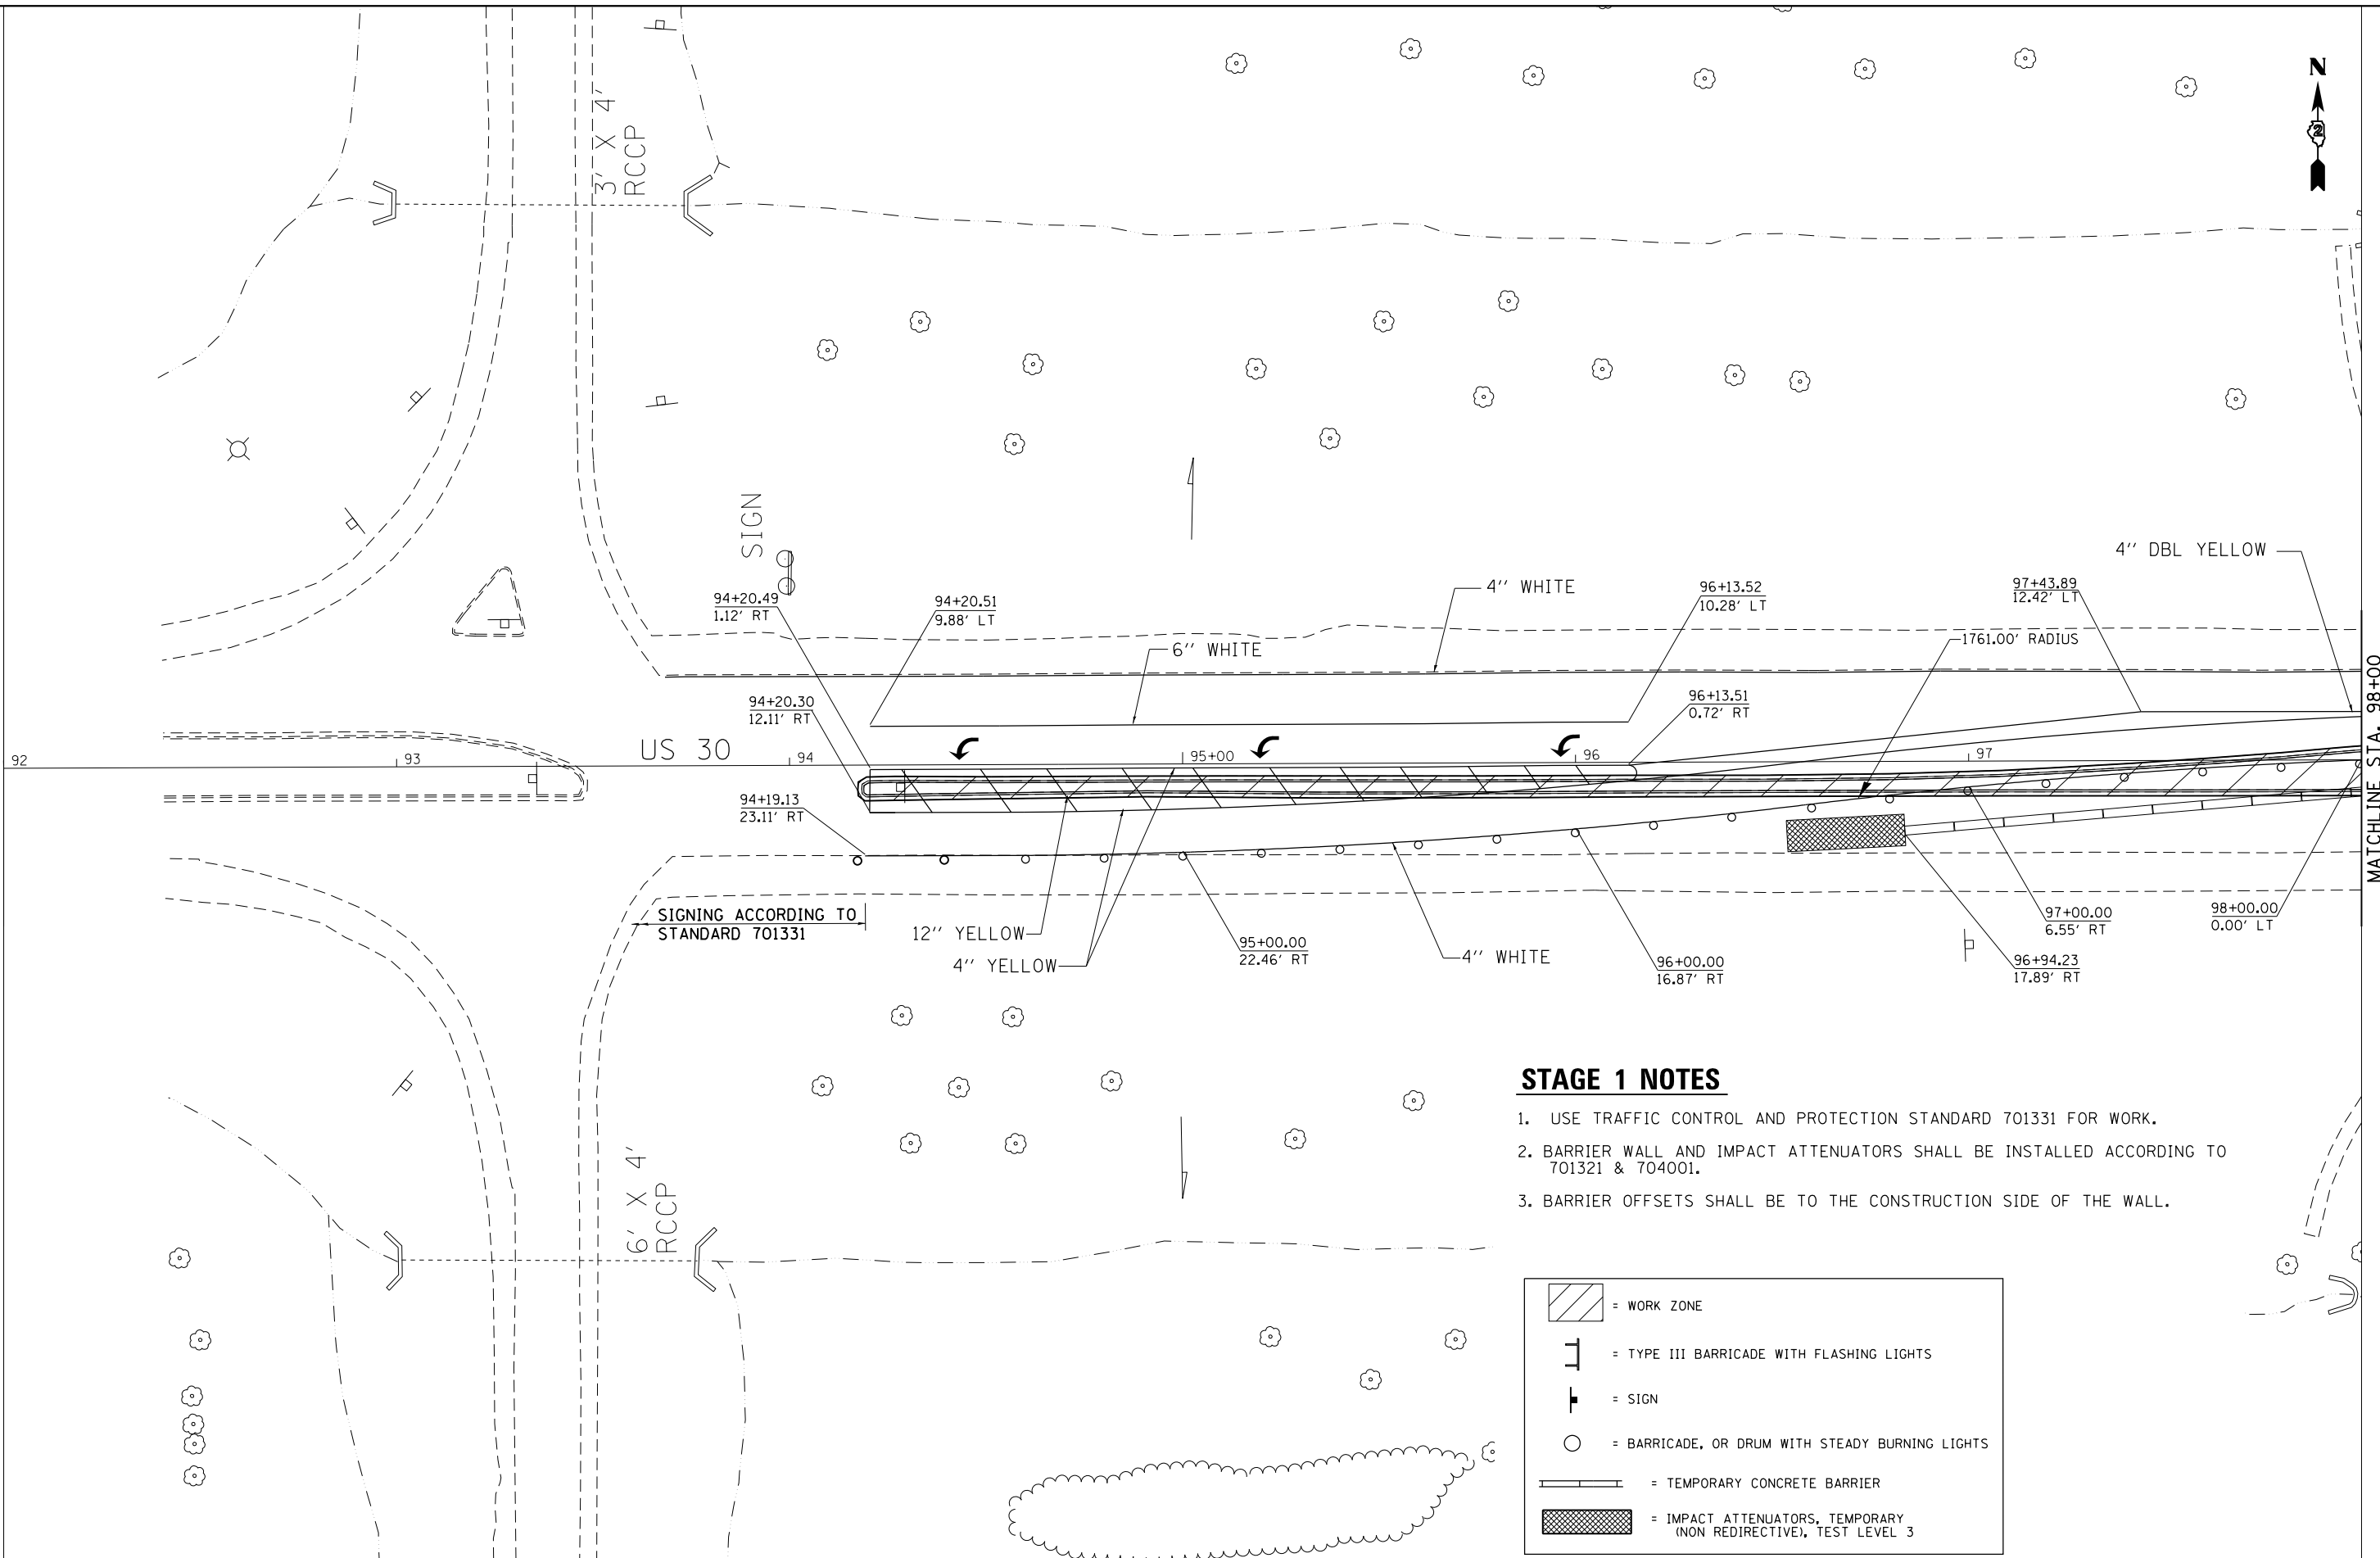 N
2
3' X 4'
RCCP
SIGN
4'' DBL YELLOW
94+20.49
1.12' RT
94+20.51
9.88' LT
4'' WHITE
96+13.52
10.28' LT
97+43.89
12.42' LT
1761.00' RADIUS
6'' WHITE
94+20.30
12.11' RT
96+13.51
0.72' RT
MATCHLINE STA. 98+00
92
93
US 30
94
95+00
96
97
94+19.13
23.11' RT
SIGNING ACCORDING TO
STANDARD 701331
12'' YELLOW
4'' YELLOW
95+00.00
22.46' RT
4'' WHITE
96+00.00
16.87' RT
97+00.00
6.55' RT
98+00.00
0.00' LT
96+94.23
17.89' RT
6' X 4'
RCCP
STAGE 1 NOTES
1. USE TRAFFIC CONTROL AND PROTECTION STANDARD 701331 FOR WORK.
2. BARRIER WALL AND IMPACT ATTENUATORS SHALL BE INSTALLED ACCORDING TO
701321 & 704001.
3. BARRIER OFFSETS SHALL BE TO THE CONSTRUCTION SIDE OF THE WALL.
= WORK ZONE
= TYPE III BARRICADE WITH FLASHING LIGHTS
= SIGN
= BARRICADE, OR DRUM WITH STEADY BURNING LIGHTS
= TEMPORARY CONCRETE BARRIER
= IMPACT ATTENUATORS, TEMPORARY
(NON REDIRECTIVE), TEST LEVEL 3